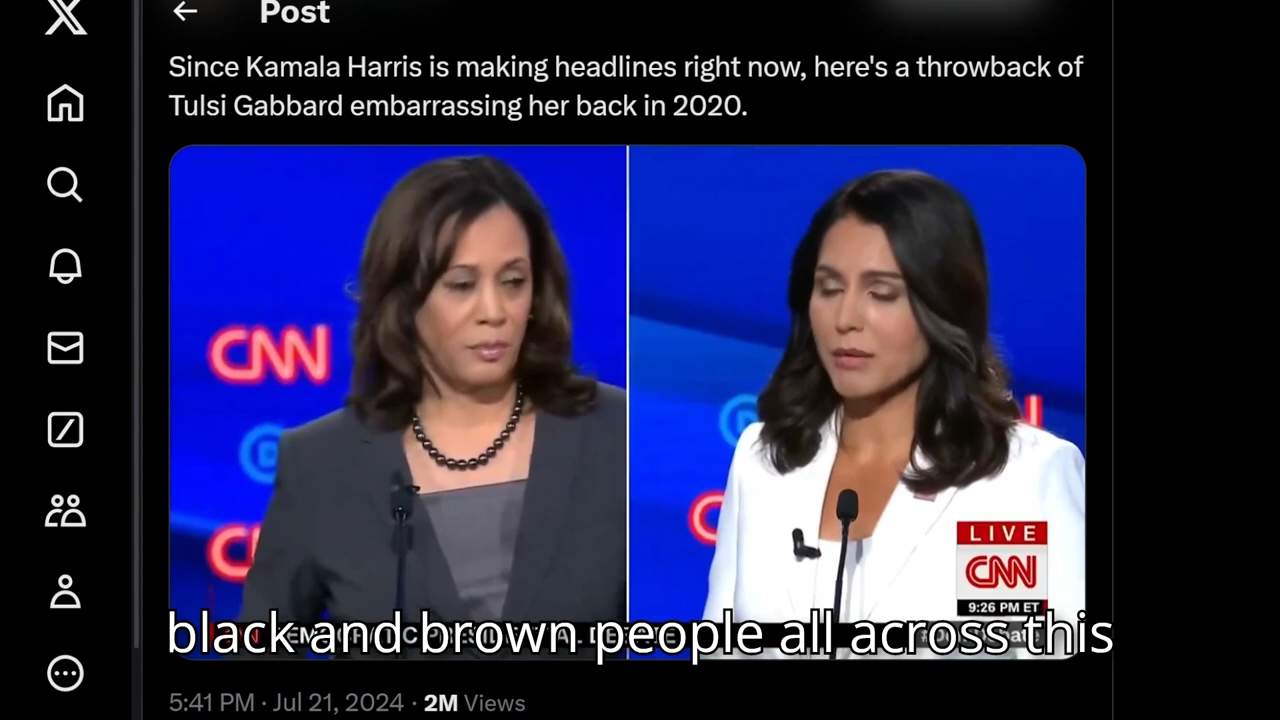 Post
Since Kamala Harris is making headlines right now, here's a throwback of
Tulsi Gabbard embarrassing her back in 2020.
CNN
LIVE
CNN
9:26 PM ET
black and brown people all across this
5:41 PM · Jul 21, 2024 · 2M Views